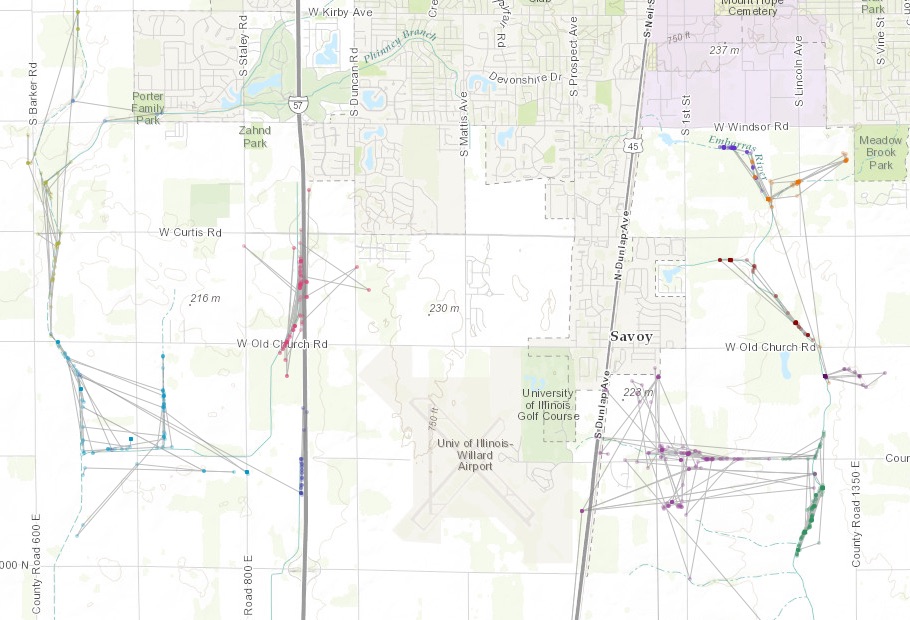 W Kirby Ave
Club
Mount Hope
Cemetery
Park
S Staley Rd
S Duncan Rd
Phinney Branch
S Prospect Ave
S Neil S
750 ft
237 m
S Lincoln Ave
S Vine St
S Barker Rd
Devonshire Dr
Porter
Family
Park
57
S Mattis Ave
S 1st St
W Windsor Rd
Zahnd
Park
45
Embarras River
Meadow
Brook
Park
W Curtis Rd
N Dunlap Ave
216 m
230 m
W Old Church Rd
Savoy
W Old Church Rd
University
of Illinois
Golf Course
S Dunlap Ave
223 m
750 ft
Univ of Illinois-
Willard
Airport
Cour
County Road 1350 E
000 N
County Road 600 E
Road 800 E